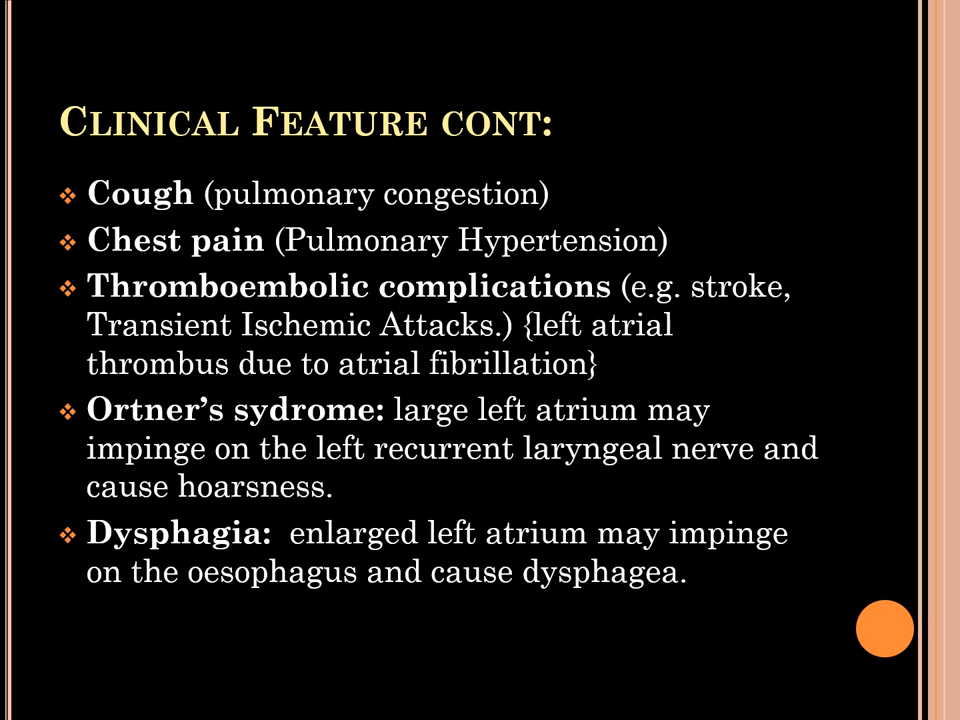 CLINICAL FEATURE CONT:
Cough (pulmonary congestion)
Chest pain (Pulmonary Hypertension)
Thromboembolic complications (e.g. stroke,
Transient Ischemic Attacks.) {left atrial
thrombus due to atrial fibrillation}
Ortner’s sydrome: large left atrium may
impinge on the left recurrent laryngeal nerve and
cause hoarsness.
Dysphagia: enlarged left atrium may impinge
on the oesophagus and cause dysphagea.